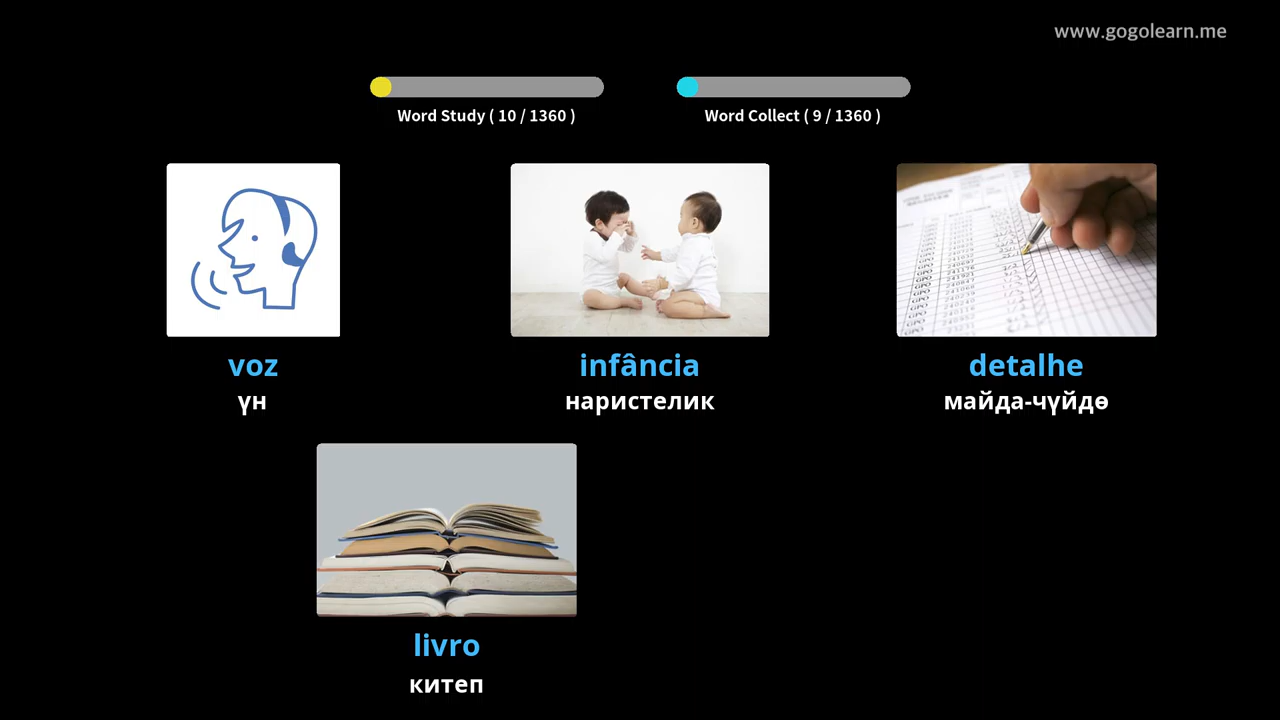 www.gogolearn.me
Word Study ( 10 / 1360 )
Word Collect ( 9 / 1360 )
voz
үн
infância
наристелик
detalhe
майда-чүйдө
livro
китеп